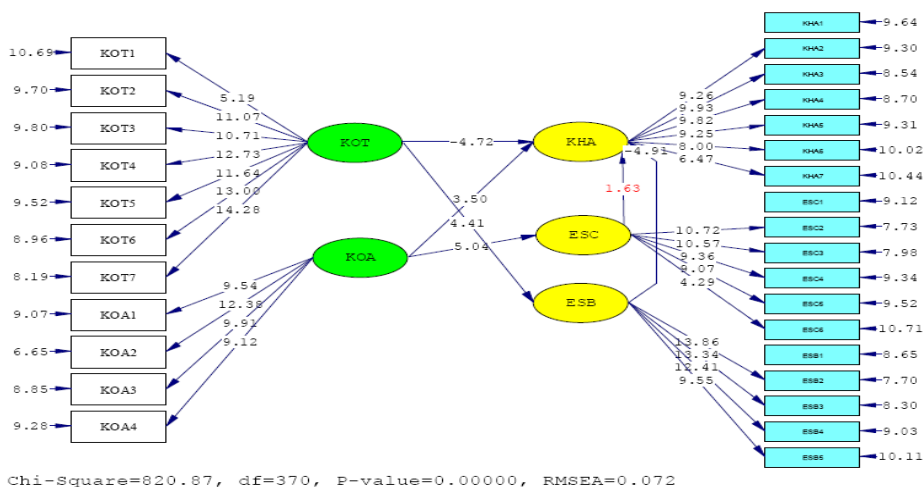 10.69 KOT1
9.70 KOT2
9.80 KOT3
9.08 KOT4
9.52 KOT5
8.96 KOT6
8.19 KOT7
9.07 KOA1
6.65 KOA2
8.85 KOA3
9.28 KOA4
5.19
11.07
10.71
12.73
11.64
13.00
14.28
9.54
12.38
9.91
9.12
KOT
KOA
-4.72
3.50
4.41
5.04
KHA
ESC
ESB
-4.91
1.63
9.26
9.93
9.82
9.25
8.00
6.47
10.72
10.57
9.36
9.07
4.29
13.86
13.34
12.41
9.55
KHA1 9.64
KHA2 9.30
KHA3 8.54
KHA4 8.70
KHA5 9.31
KHA6 10.02
KHA7 10.44
ESC1 9.12
ESC2 7.73
ESC3 7.98
ESC4 9.34
ESC5 9.52
ESC6 10.71
ESB1 8.65
ESB2 7.70
ESB3 8.30
ESB4 9.03
ESB5 10.11
Chi-Square=820.87, df=370, P-value=0.00000, RMSEA=0.072